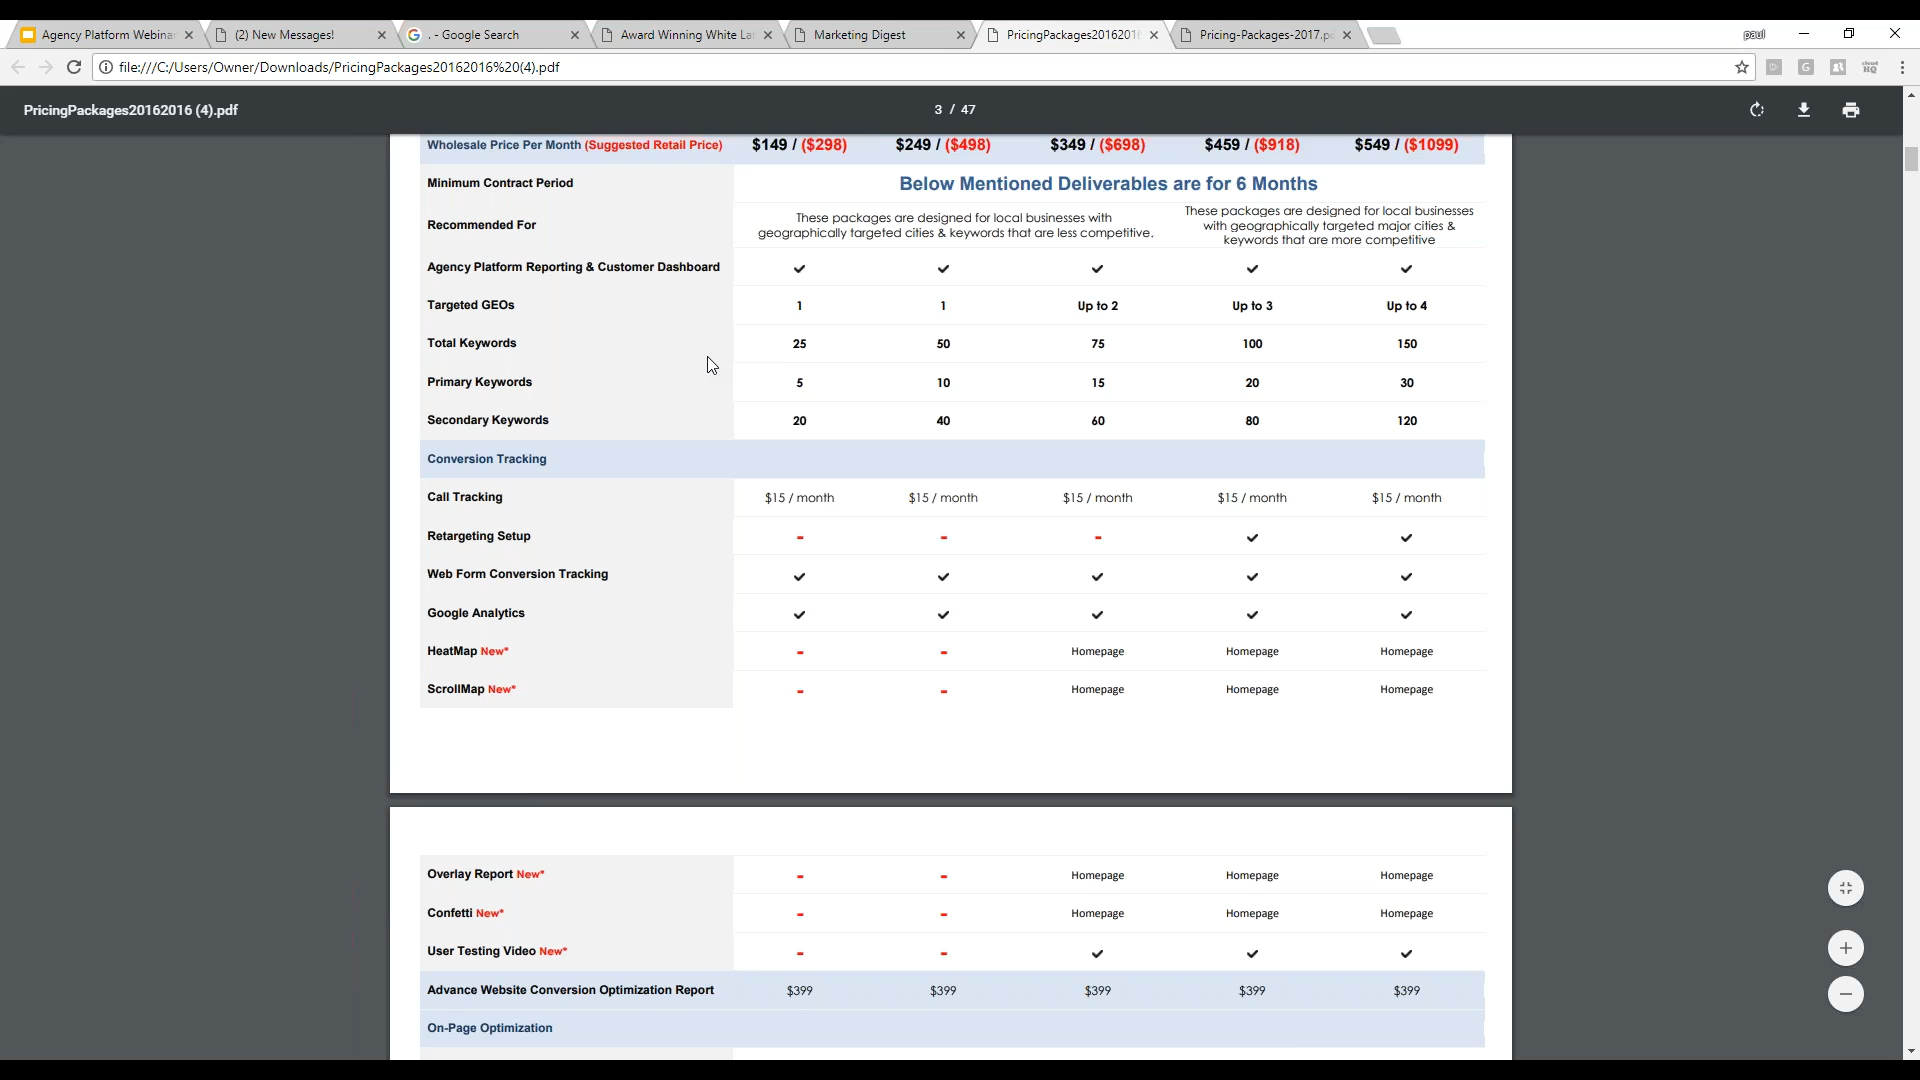 Agency Platform Webinar
(2) New Messages!
. - Google Search
Award Winning White La
Marketing Digest
PricingPackages2016201
Pricing-Packages-2017.p
paul
file:///C:/Users/Owner/Downloads/PricingPackages20162016%20(4).pdf
PricingPackages20162016 (4).pdf
3 / 47
Wholesale Price Per Month (Suggested Retail Price) $149 / ($298) $249 / ($498) $349 / ($698) $459 / ($918) $549 / ($1099)
Minimum Contract Period Below Mentioned Deliverables are for 6 Months
Recommended For
These packages are designed for local businesses with
geographically targeted cities & keywords that are less competitive.
These packages are designed for local businesses
with geographically targeted major cities &
keywords that are more competitive
Agency Platform Reporting & Customer Dashboard ✔ ✔ ✔ ✔ ✔
Targeted GEOs 1 1 Up to 2 Up to 3 Up to 4
Total Keywords 25 50 75 100 150
Primary Keywords 5 10 15 20 30
Secondary Keywords 20 40 60 80 120
Conversion Tracking
Call Tracking $15 / month $15 / month $15 / month $15 / month $15 / month
Retargeting Setup - - - ✔ ✔
Web Form Conversion Tracking ✔ ✔ ✔ ✔ ✔
Google Analytics ✔ ✔ ✔ ✔ ✔
HeatMap New* - - Homepage Homepage Homepage
ScrollMap New* - - Homepage Homepage Homepage
Overlay Report New* - - Homepage Homepage Homepage
Confetti New* - - Homepage Homepage Homepage
User Testing Video New* - - ✔ ✔ ✔
Advance Website Conversion Optimization Report $399 $399 $399 $399 $399
On-Page Optimization